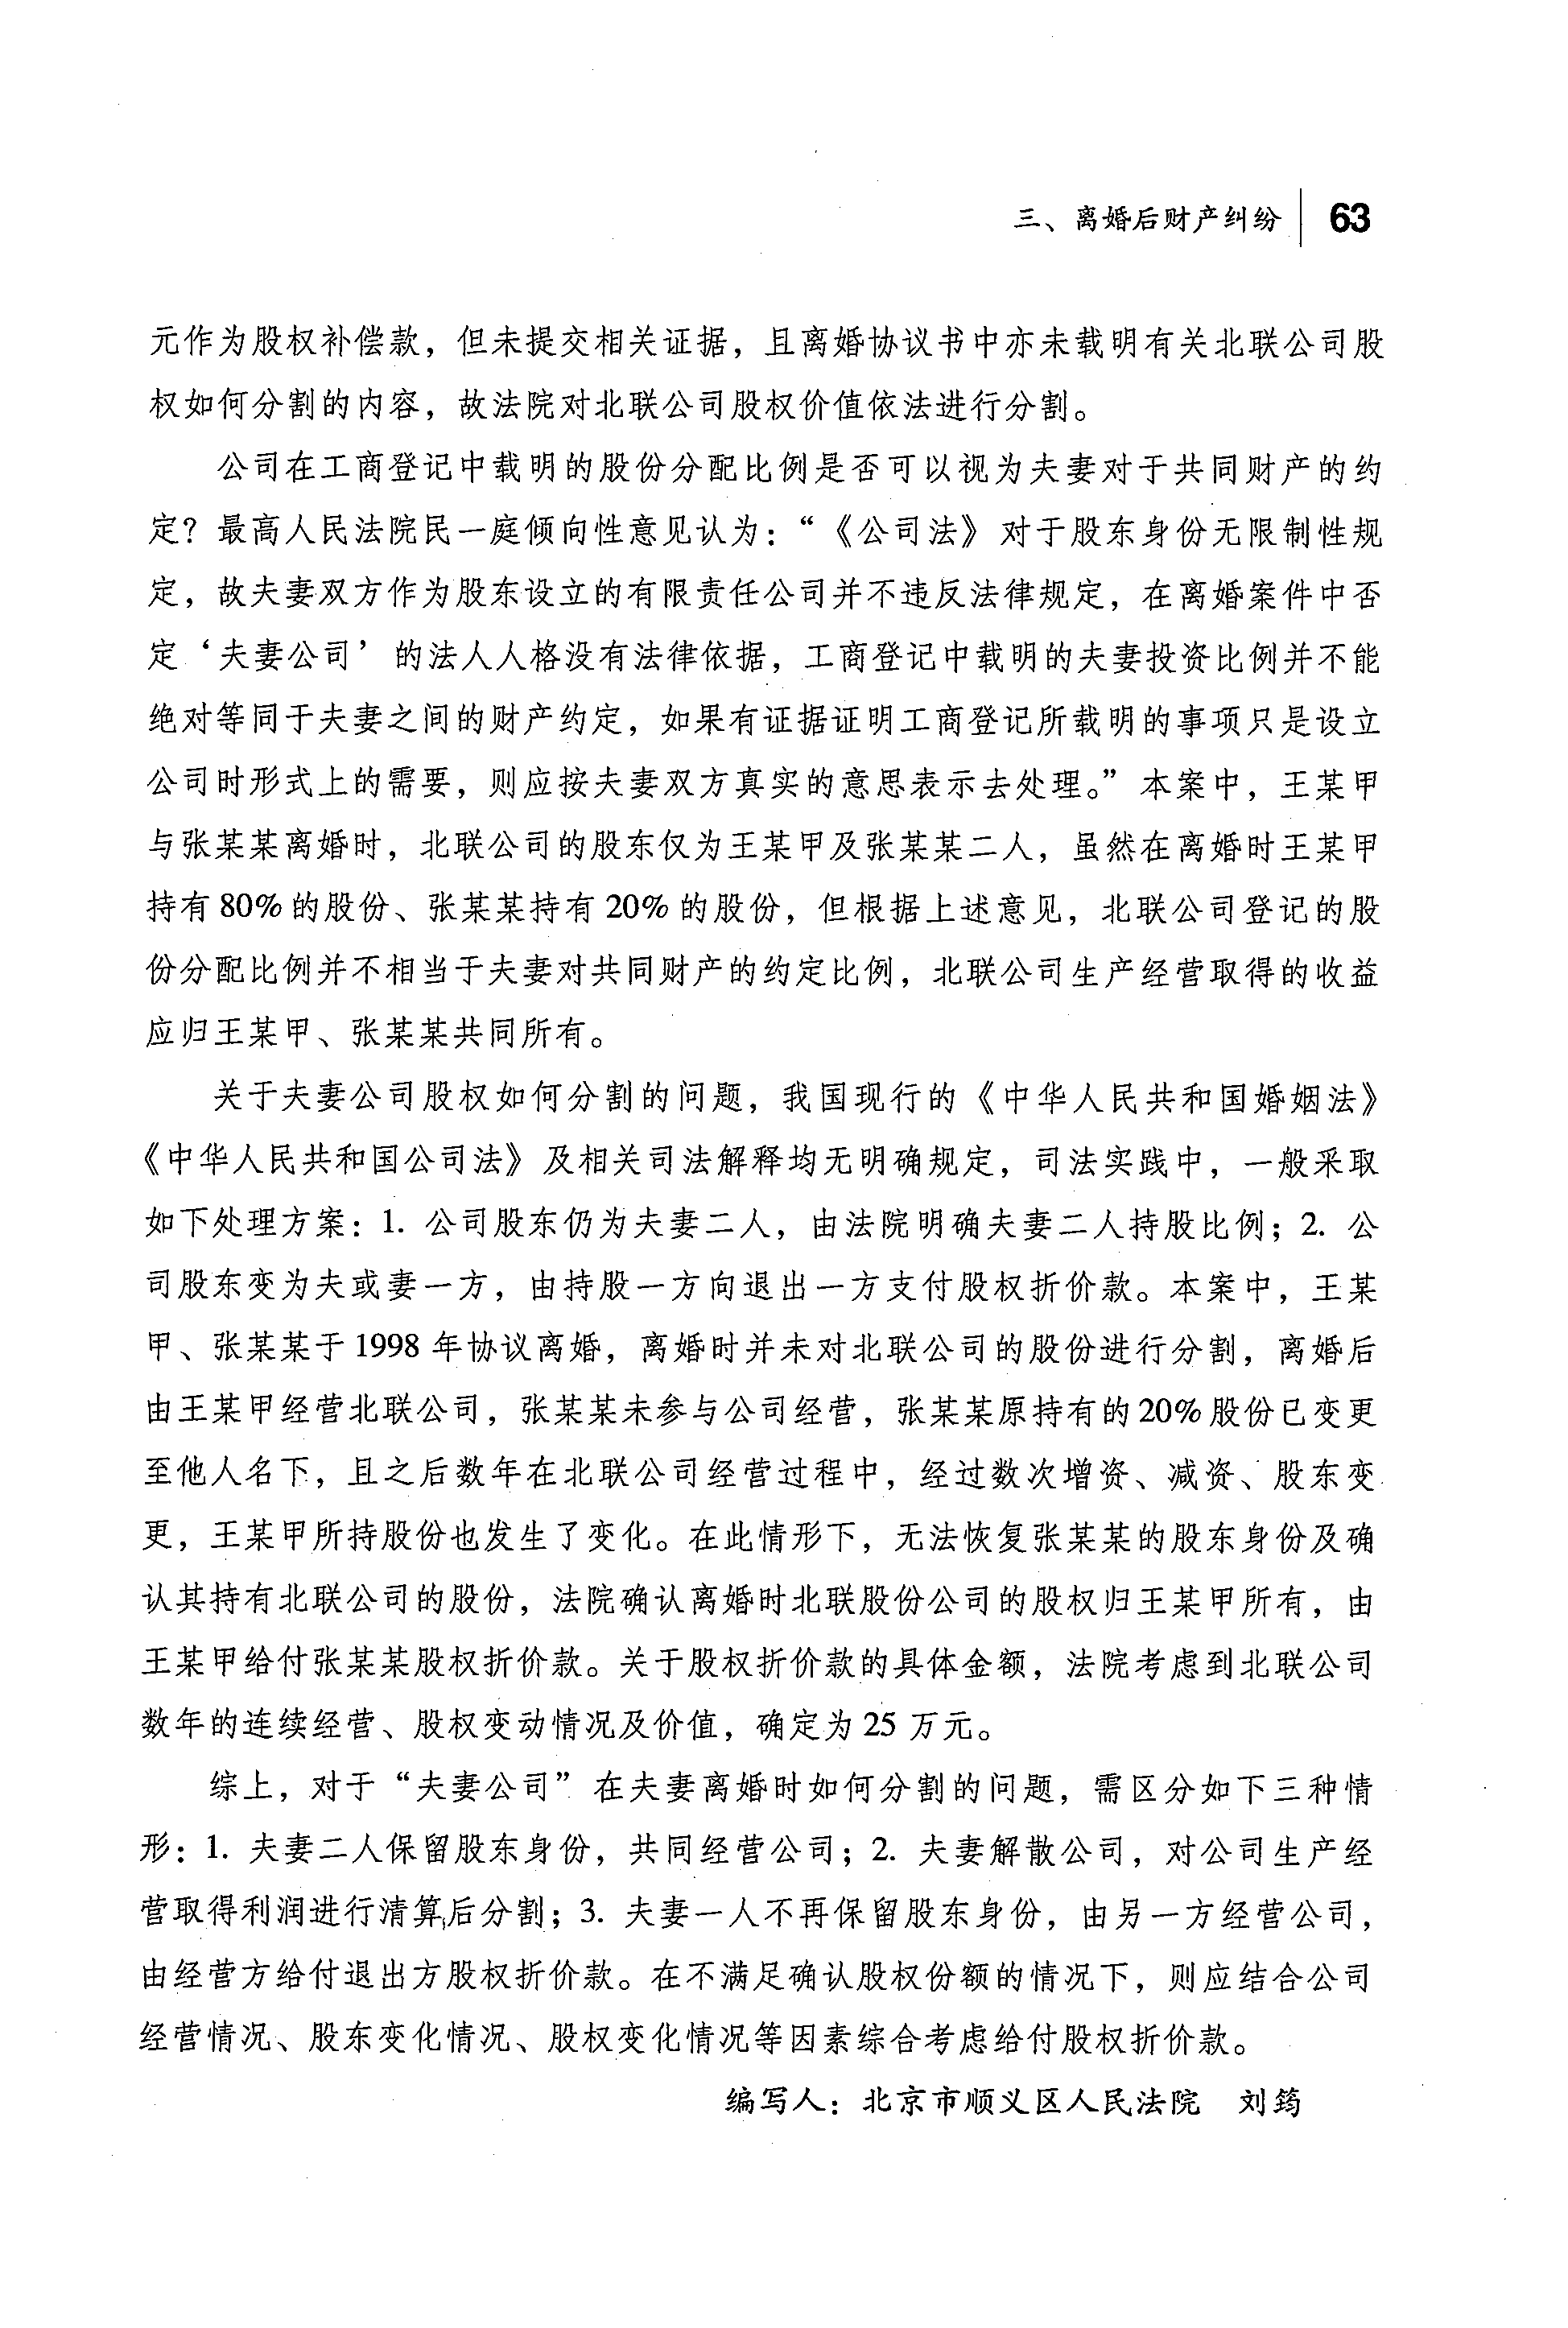 三、离婚后财产纠纷 63
元作为股权补偿款，但未提交相关证据，且离婚协议书中亦未载明有关北联公司股
权如何分割的内容，故法院对北联公司股权价值依法进行分割。
公司在工商登记中载明的股份分配比例是否可以视为夫妻对于共同财产的约
定？最高人民法院民一庭倾向性意见认为：“《公司法》对于股东身份无限制性规
定，故夫妻双方作为股东设立的有限责任公司并不违反法律规定，在离婚案件中否
定‘夫妻公司’的法人人格没有法律依据，工商登记中载明的夫妻投资比例并不能
绝对等同于夫妻之间的财产约定，如果有证据证明工商登记所载明的事项只是设立
公司时形式上的需要，则应按夫妻双方真实的意思表示去处理。”本案中，王某甲
与张某某离婚时，北联公司的股东仅为王某甲及张某某二人，虽然在离婚时王某甲
持有80%的股份、张某某持有20%的股份，但根据上述意见，北联公司登记的股
份分配比例并不相当于夫妻对共同财产的约定比例，北联公司生产经营取得的收益
应归王某甲、张某某共同所有。
关于夫妻公司股权如何分割的问题，我国现行的《中华人民共和国婚姻法》
《中华人民共和国公司法》及相关司法解释均无明确规定，司法实践中，一般采取
如下处理方案：1. 公司股东仍为夫妻二人，由法院明确夫妻二人持股比例；2. 公
司股东变为夫或妻一方，由持股一方向退出一方支付股权折价款。本案中，王某
甲、张某某于1998年协议离婚，离婚时并未对北联公司的股份进行分割，离婚后
由王某甲经营北联公司，张某某未参与公司经营，张某某原持有的20%股份已变更
至他人名下，且之后数年在北联公司经营过程中，经过数次增资、减资、股东变
更，王某甲所持股份也发生了变化。在此情形下，无法恢复张某某的股东身份及确
认其持有北联公司的股份，法院确认离婚时北联股份公司的股权归王某甲所有，由
王某甲给付张某某股权折价款。关于股权折价款的具体金额，法院考虑到北联公司
数年的连续经营、股权变动情况及价值，确定为25万元。
综上，对于“夫妻公司”在夫妻离婚时如何分割的问题，需区分如下三种情
形：1. 夫妻二人保留股东身份，共同经营公司；2. 夫妻解散公司，对公司生产经
营取得利润进行清算后分割；3. 夫妻一人不再保留股东身份，由另一方经营公司，
由经营方给付退出方股权折价款。在不满足确认股权份额的情况下，则应结合公司
经营情况、股东变化情况、股权变化情况等因素综合考虑给付股权折价款。
编写人：北京市顺义区人民法院 刘筠